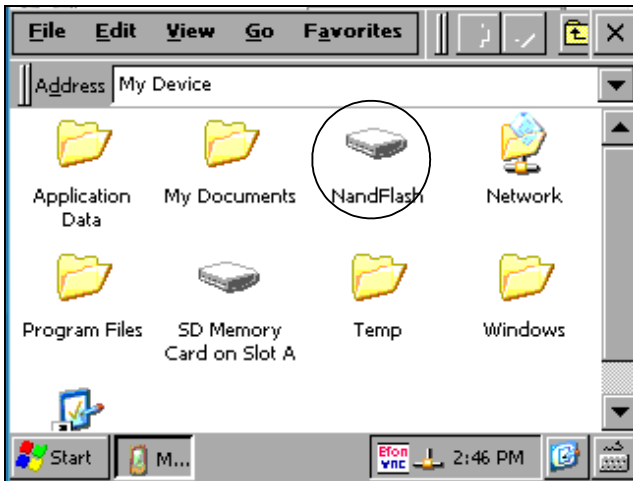 File Edit View Go Favorites
Address My Device
Application Data
My Documents
NandFlash
Network
Program Files
SD Memory Card on Slot A
Temp
Windows
Start
M...
Efon VNC
2:46 PM